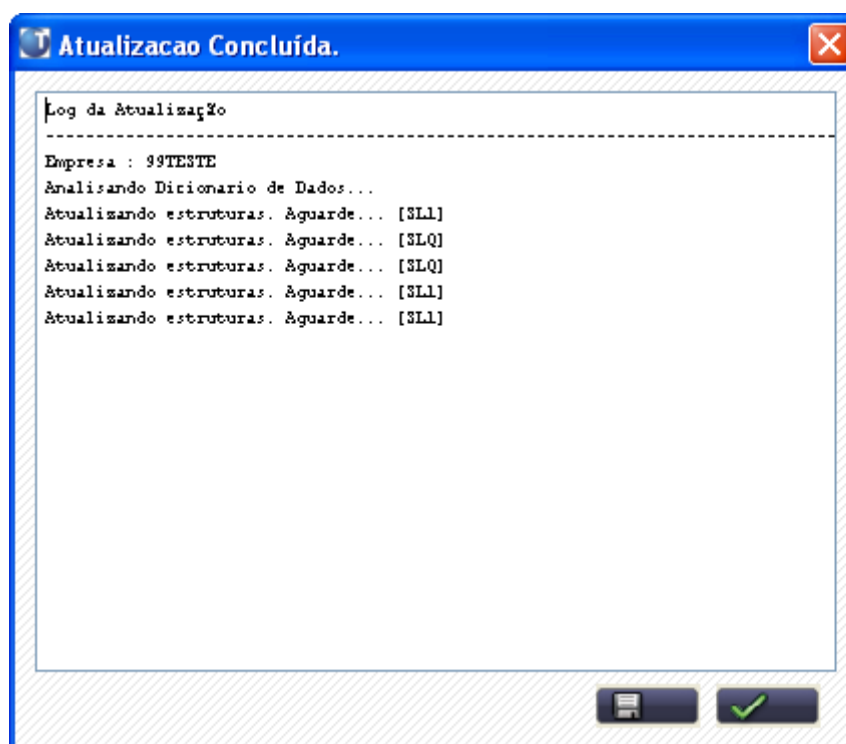 Atualizacao Concluída.
Log da Atualização
--------------------------------------------------------------------------------
Empresa : 99TESTE
Analisando Dicionario de Dados...
Atualizando estruturas. Aguarde... [SL1]
Atualizando estruturas. Aguarde... [SLQ]
Atualizando estruturas. Aguarde... [SLQ]
Atualizando estruturas. Aguarde... [SL1]
Atualizando estruturas. Aguarde... [SL1]